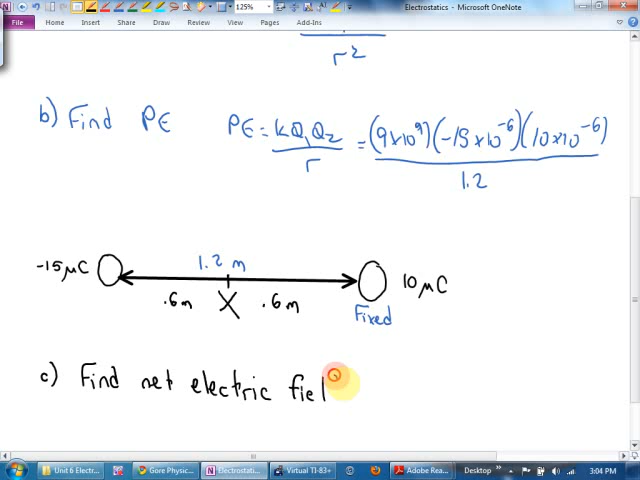 Electrostatics - Microsoft OneNote
125%
File Home Insert Share Draw Review View Page Setup Add-Ins
r²
b) Find PE PE = kQ₁Q₂/r = (9×10⁹)(-15×10⁻⁶)(10×10⁻⁶)/1.2
-15μC 1.2 m 10μC
.6m X .6m Fixed
c) Find net electric fiel
Unit 6 Electr... Gore Physic... Electrostati... Virtual TI-83+ Adobe Rea... Desktop 3:04 PM